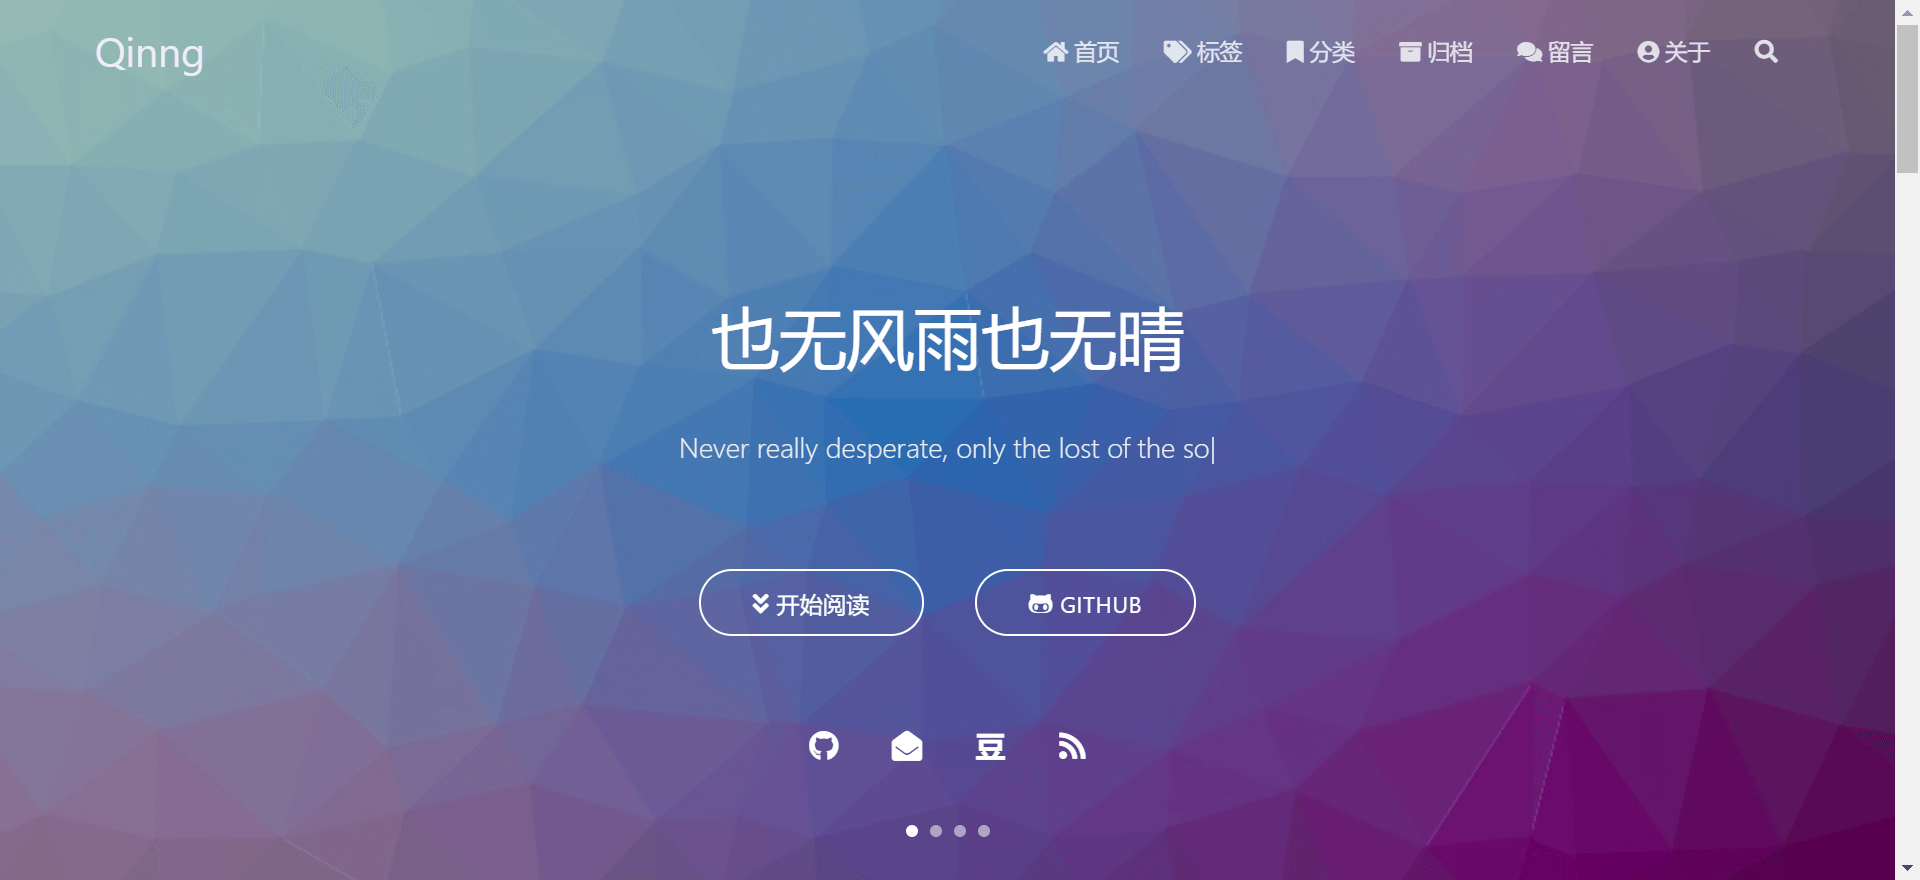 Qinng
首页 标签 分类 归档 留言 关于
也无风雨也无晴
Never really desperate, only the lost of the so|
开始阅读 GITHUB
豆